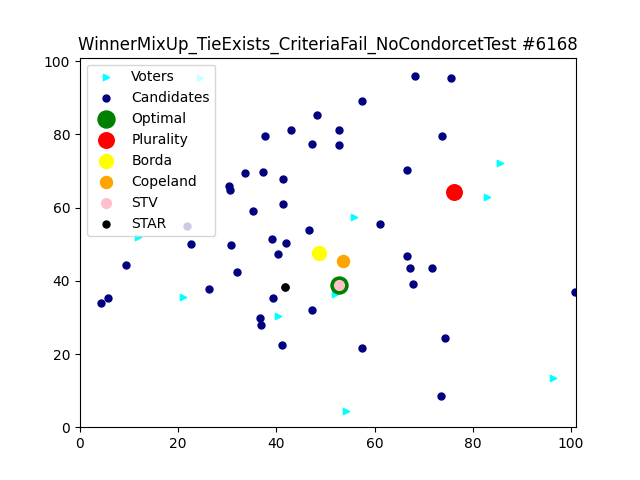 WinnerMixUp_TieExists_CriteriaFail_NoCondorcetTest #6168
100
80
60
40
20
0
Voters
Candidates
Optimal
Plurality
Borda
Copeland
STV
STAR
0 20 40 60 80 100